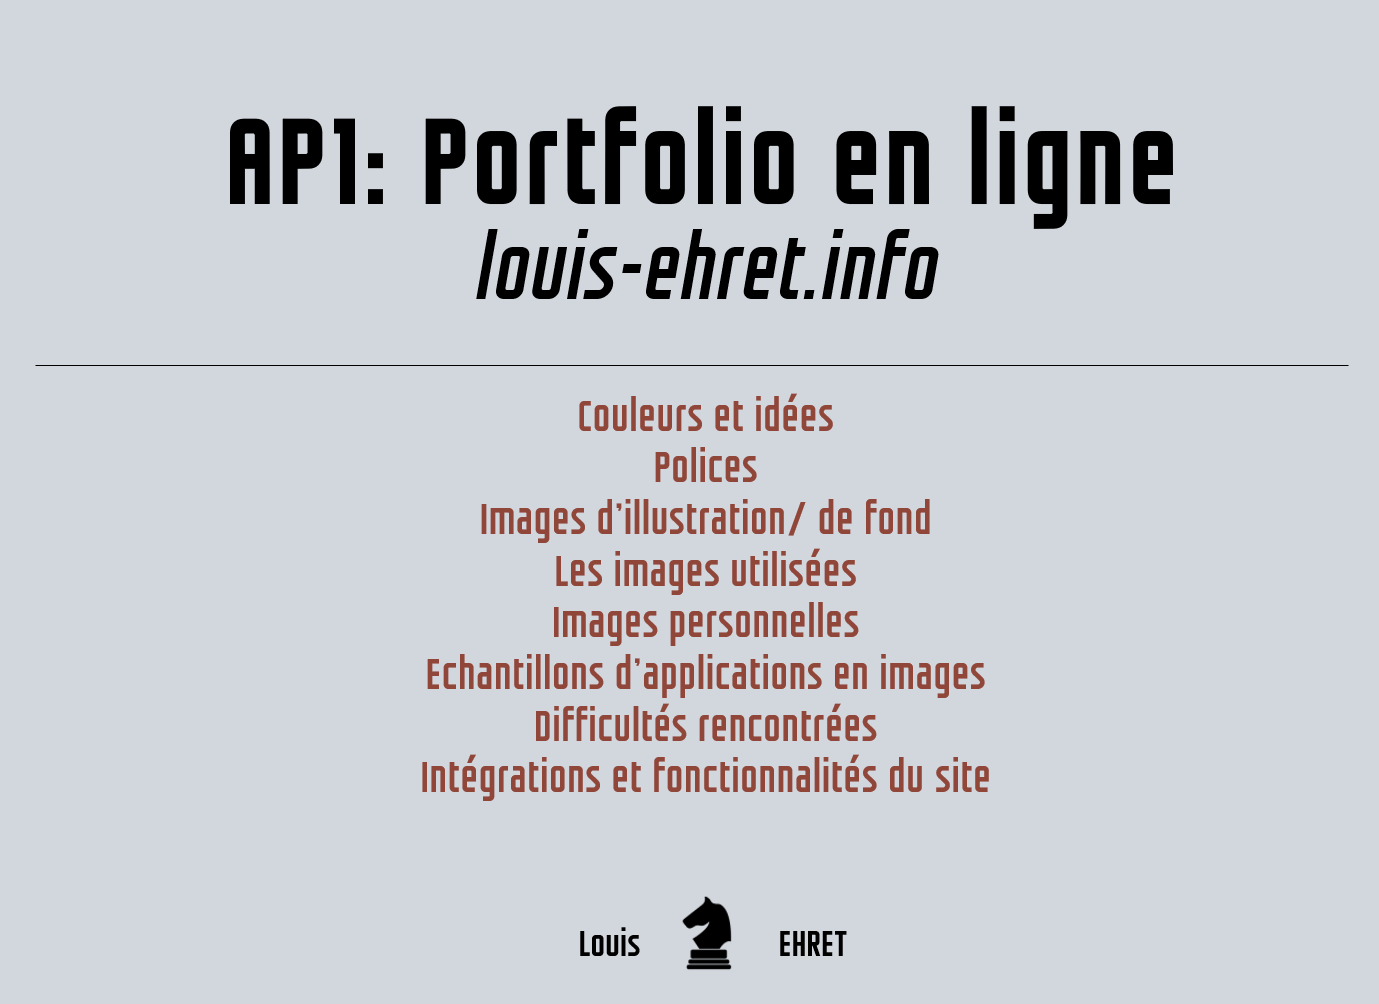 AP1: Portfolio en ligne
louis-ehret.info
Couleurs et idées
Polices
Images d'illustration/ de fond
Les images utilisées
Images personnelles
Echantillons d'applications en images
Difficultés rencontrées
Intégrations et fonctionnalités du site
Louis EHRET